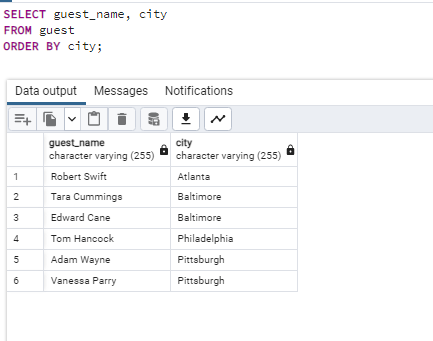 SELECT guest_name, city
FROM guest
ORDER BY city;
Data output Messages Notifications
guest_name city
character varying (255) character varying (255)
1 Robert Swift Atlanta
2 Tara Cummings Baltimore
3 Edward Cane Baltimore
4 Tom Hancock Philadelphia
5 Adam Wayne Pittsburgh
6 Vanessa Parry Pittsburgh